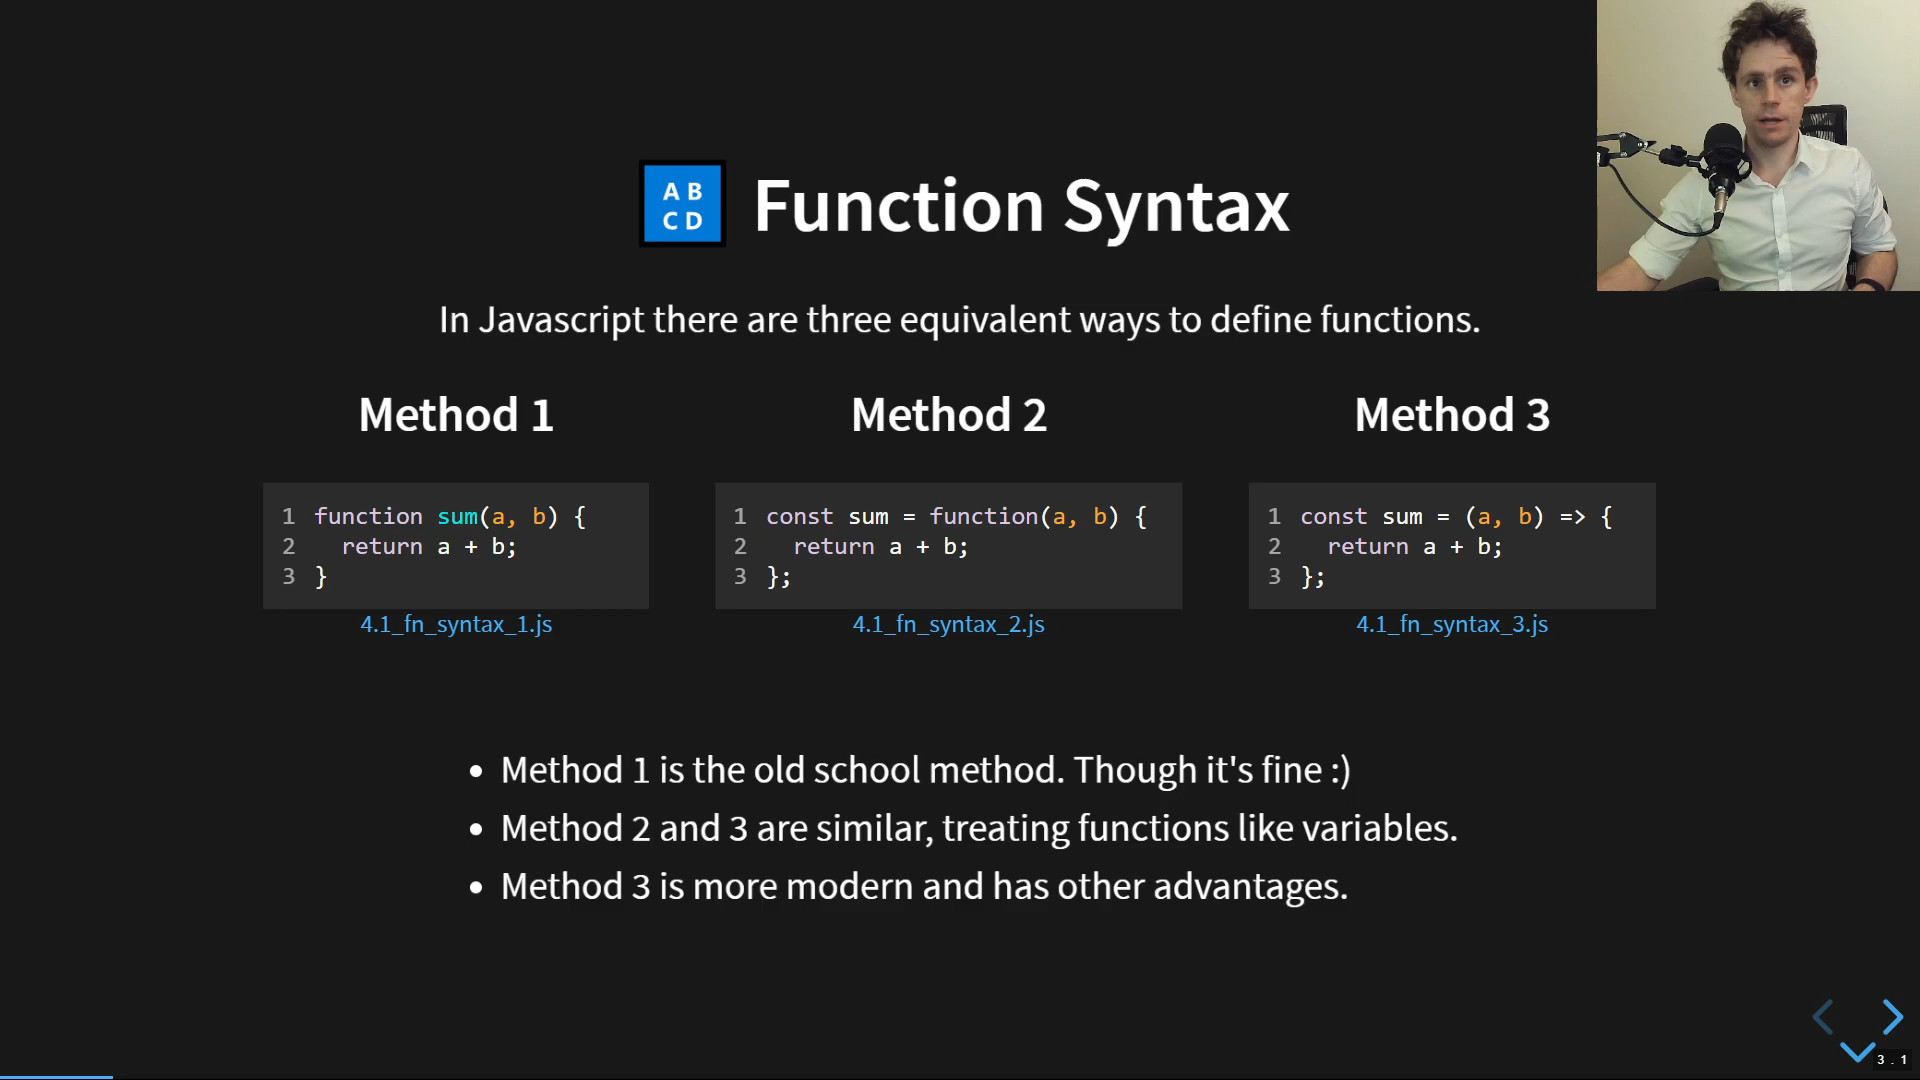 A B
C D
Function Syntax
In Javascript there are three equivalent ways to define functions.
Method 1
1 function sum(a, b) {
2   return a + b;
3 }
4.1_fn_syntax_1.js
Method 2
1 const sum = function(a, b) {
2   return a + b;
3 };
4.1_fn_syntax_2.js
Method 3
1 const sum = (a, b) => {
2   return a + b;
3 };
4.1_fn_syntax_3.js
• Method 1 is the old school method. Though it's fine :)
• Method 2 and 3 are similar, treating functions like variables.
• Method 3 is more modern and has other advantages.
3 . 1